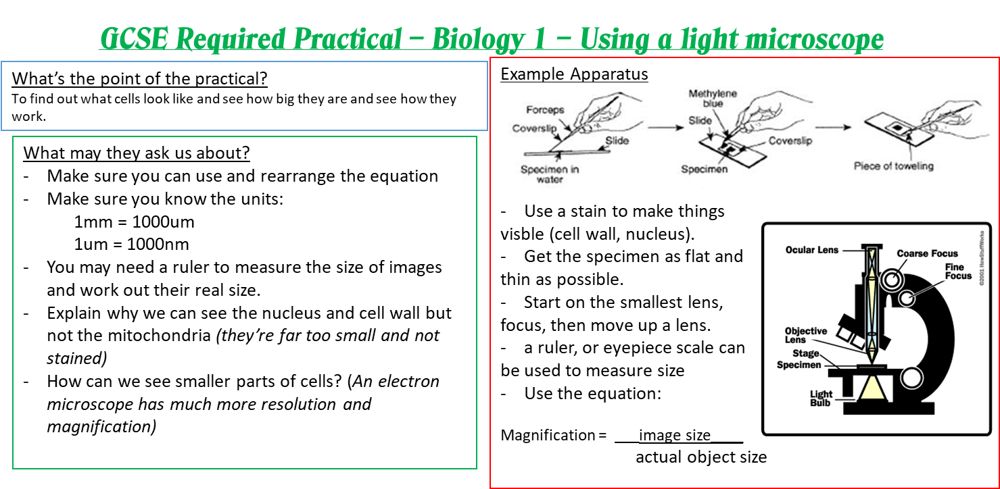 GCSE Required Practical – Biology 1 – Using a light microscope
What's the point of the practical?
To find out what cells look like and see how big they are and see how they
work.
What may they ask us about?
- Make sure you can use and rearrange the equation
- Make sure you know the units:
1mm = 1000um
1um = 1000nm
- You may need a ruler to measure the size of images
and work out their real size.
- Explain why we can see the nucleus and cell wall but
not the mitochondria (they're far too small and not
stained)
- How can we see smaller parts of cells? (An electron
microscope has much more resolution and
magnification)
Example Apparatus
Forceps
Coverslip
Slide
Specimen in
water
Methylene
blue
Slide
Coverslip
Specimen
Piece of toweling
- Use a stain to make things
visble (cell wall, nucleus).
- Get the specimen as flat and
thin as possible.
- Start on the smallest lens,
focus, then move up a lens.
- a ruler, or eyepiece scale can
be used to measure size
- Use the equation:
Magnification = ___image size____
actual object size
Ocular Lens
Coarse Focus
Fine
Focus
Objective
Lens
Stage
Specimen
Light
Bulb
©2001 HowStuffWorks